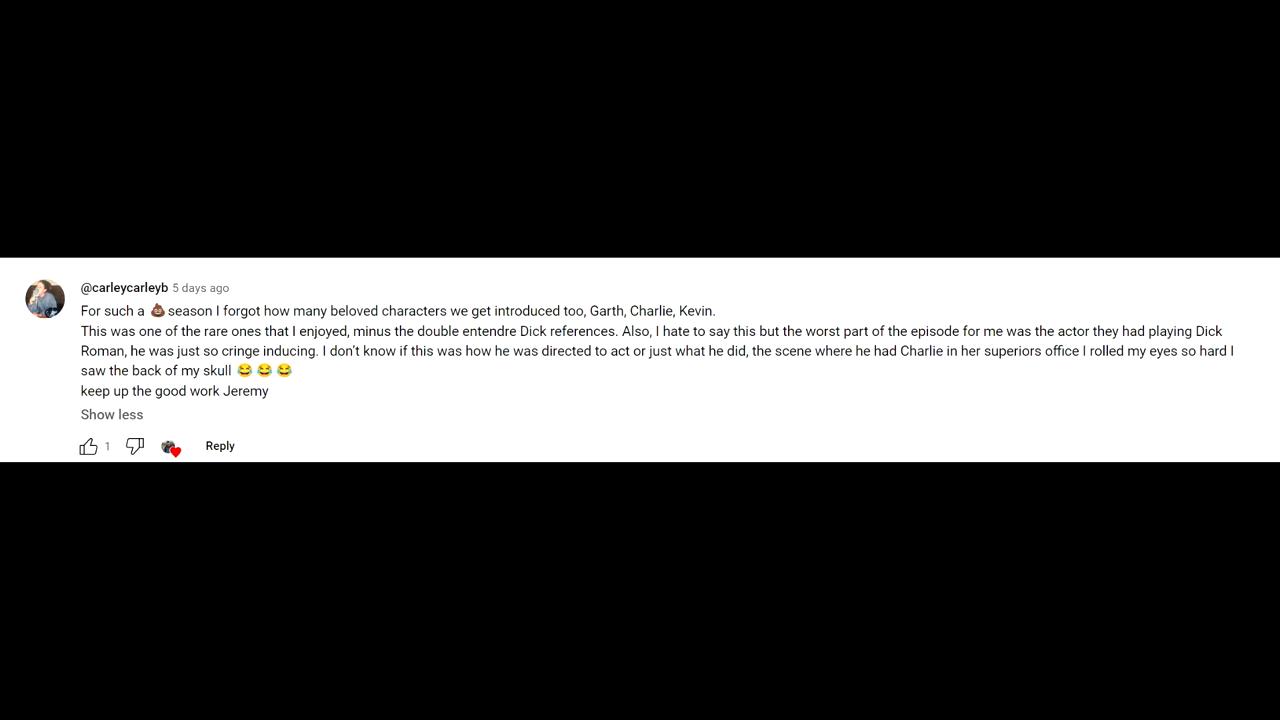 @carleycarleyb 5 days ago
For such a 💩 season I forgot how many beloved characters we get introduced too, Garth, Charlie, Kevin.
This was one of the rare ones that I enjoyed, minus the double entendre Dick references. Also, I hate to say this but the worst part of the episode for me was the actor they had playing Dick
Roman, he was just so cringe inducing. I don’t know if this was how he was directed to act or just what he did, the scene where he had Charlie in her superiors office I rolled my eyes so hard I
saw the back of my skull 😂 😂 😂
keep up the good work Jeremy
Show less
1 Reply